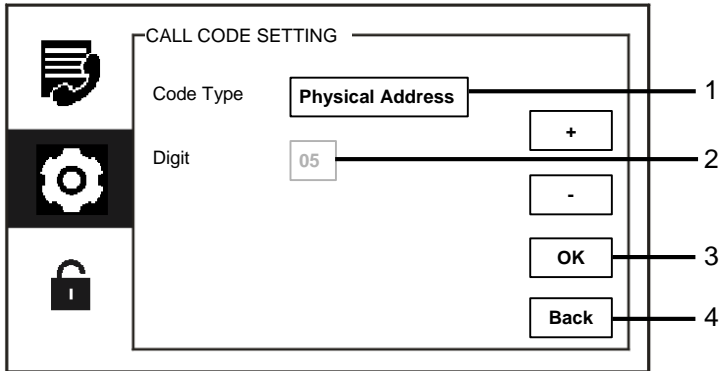 CALL CODE SETTING
Code Type
Physical Address
1
+
Digit
05
2
-
OK
3
Back
4